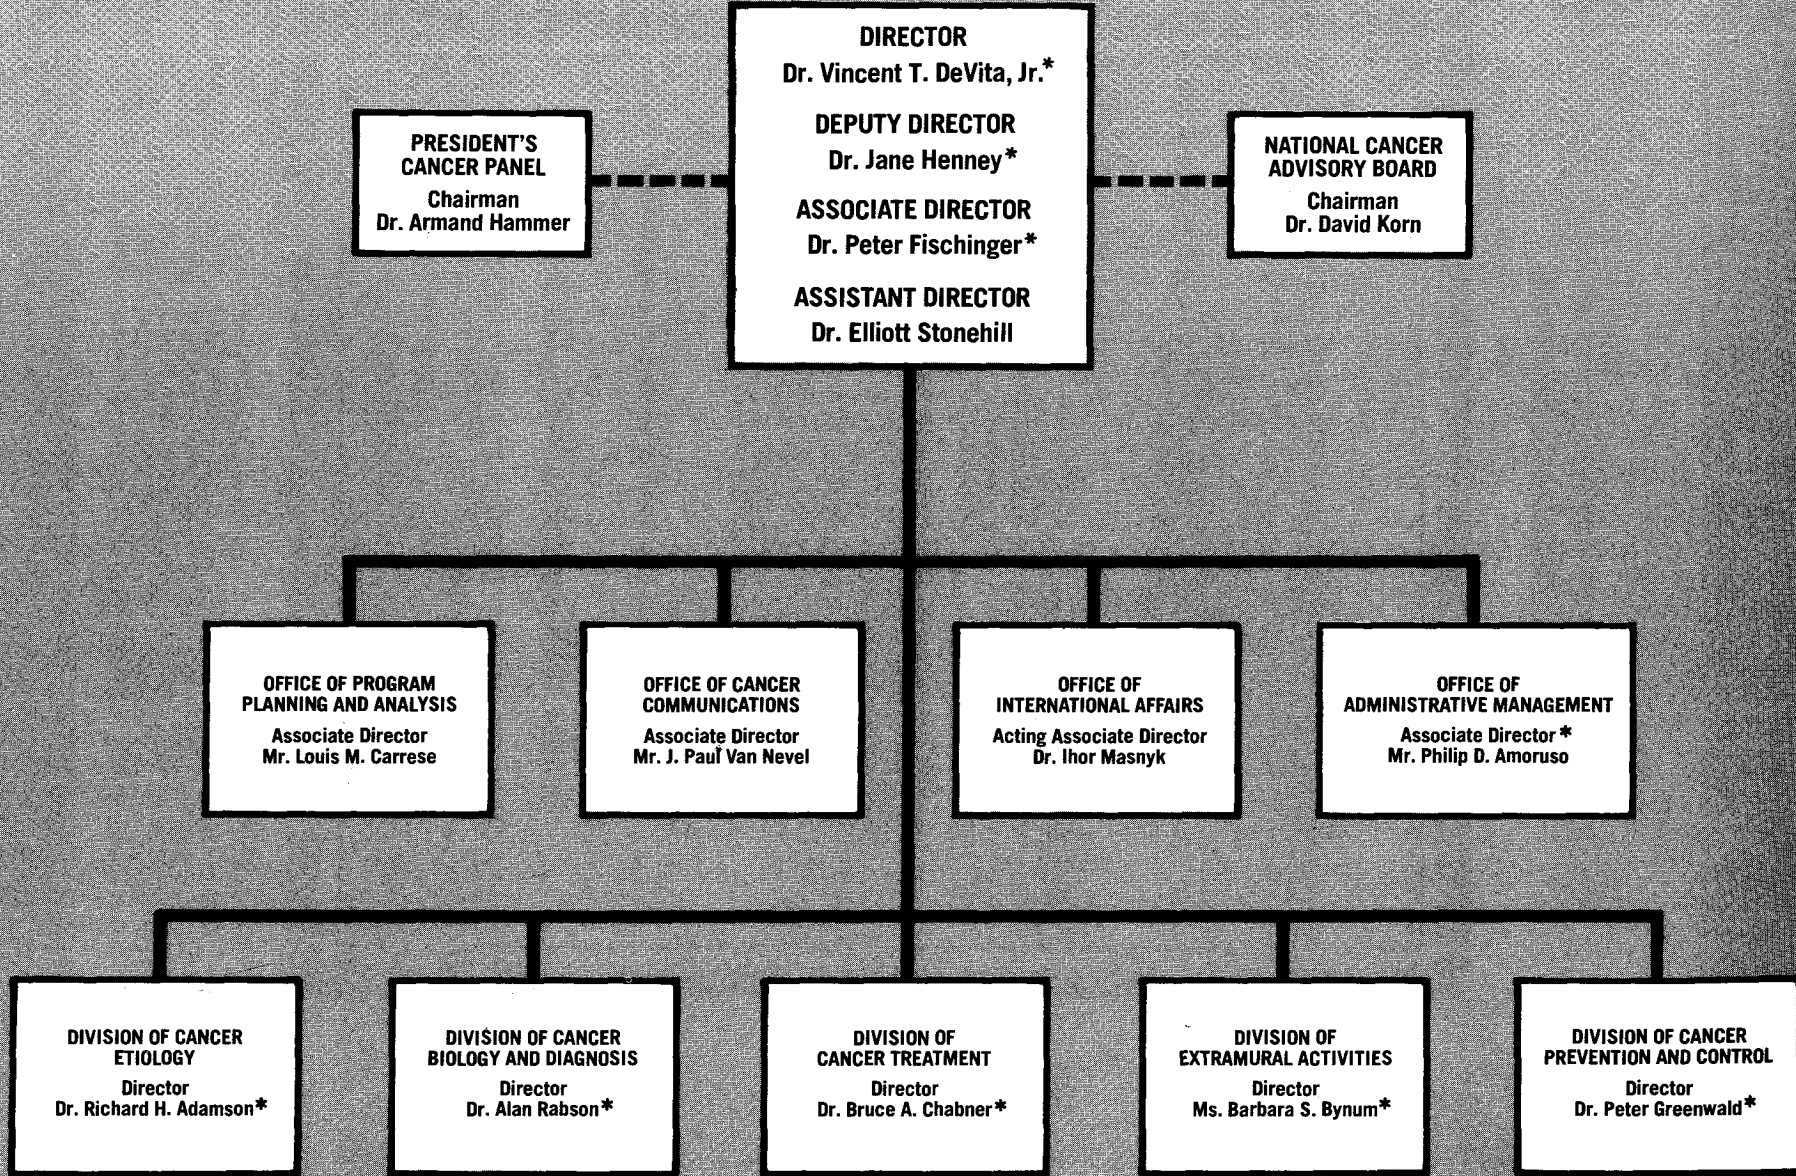 DIRECTOR
Dr. Vincent T. DeVita, Jr.*
DEPUTY DIRECTOR
Dr. Jane Henney*
ASSOCIATE DIRECTOR
Dr. Peter Fischinger*
ASSISTANT DIRECTOR
Dr. Elliott Stonehill
PRESIDENT'S
CANCER PANEL
Chairman
Dr. Armand Hammer
NATIONAL CANCER
ADVISORY BOARD
Chairman
Dr. David Korn
OFFICE OF PROGRAM
PLANNING AND ANALYSIS
Associate Director
Mr. Louis M. Carrese
OFFICE OF CANCER
COMMUNICATIONS
Associate Director
Mr. J. Paul Van Nevel
OFFICE OF
INTERNATIONAL AFFAIRS
Acting Associate Director
Dr. Ihor Masnyk
OFFICE OF
ADMINISTRATIVE MANAGEMENT
Associate Director*
Mr. Philip D. Amoruso
DIVISION OF CANCER
ETIOLOGY
Director
Dr. Richard H. Adamson*
DIVISION OF CANCER
BIOLOGY AND DIAGNOSIS
Director
Dr. Alan Rabson*
DIVISION OF
CANCER TREATMENT
Director
Dr. Bruce A. Chabner*
DIVISION OF
EXTRAMURAL ACTIVITIES
Director
Ms. Barbara S. Bynum*
DIVISION OF CANCER
PREVENTION AND CONTROL
Director
Dr. Peter Greenwald*